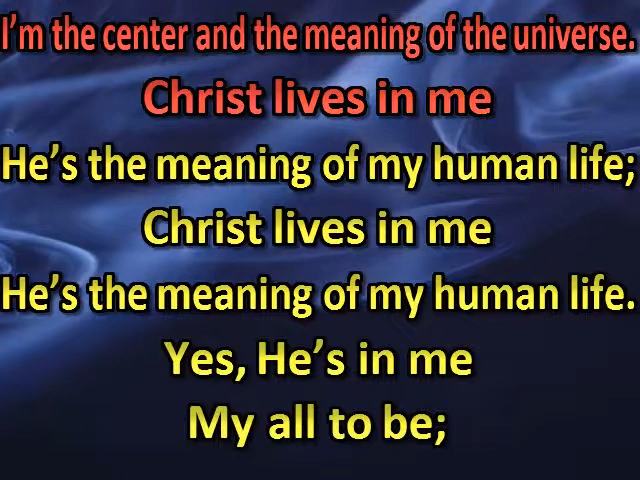 I’m the center and the meaning of the universe.
Christ lives in me
He’s the meaning of my human life;
Christ lives in me
He’s the meaning of my human life.
Yes, He’s in me
My all to be;